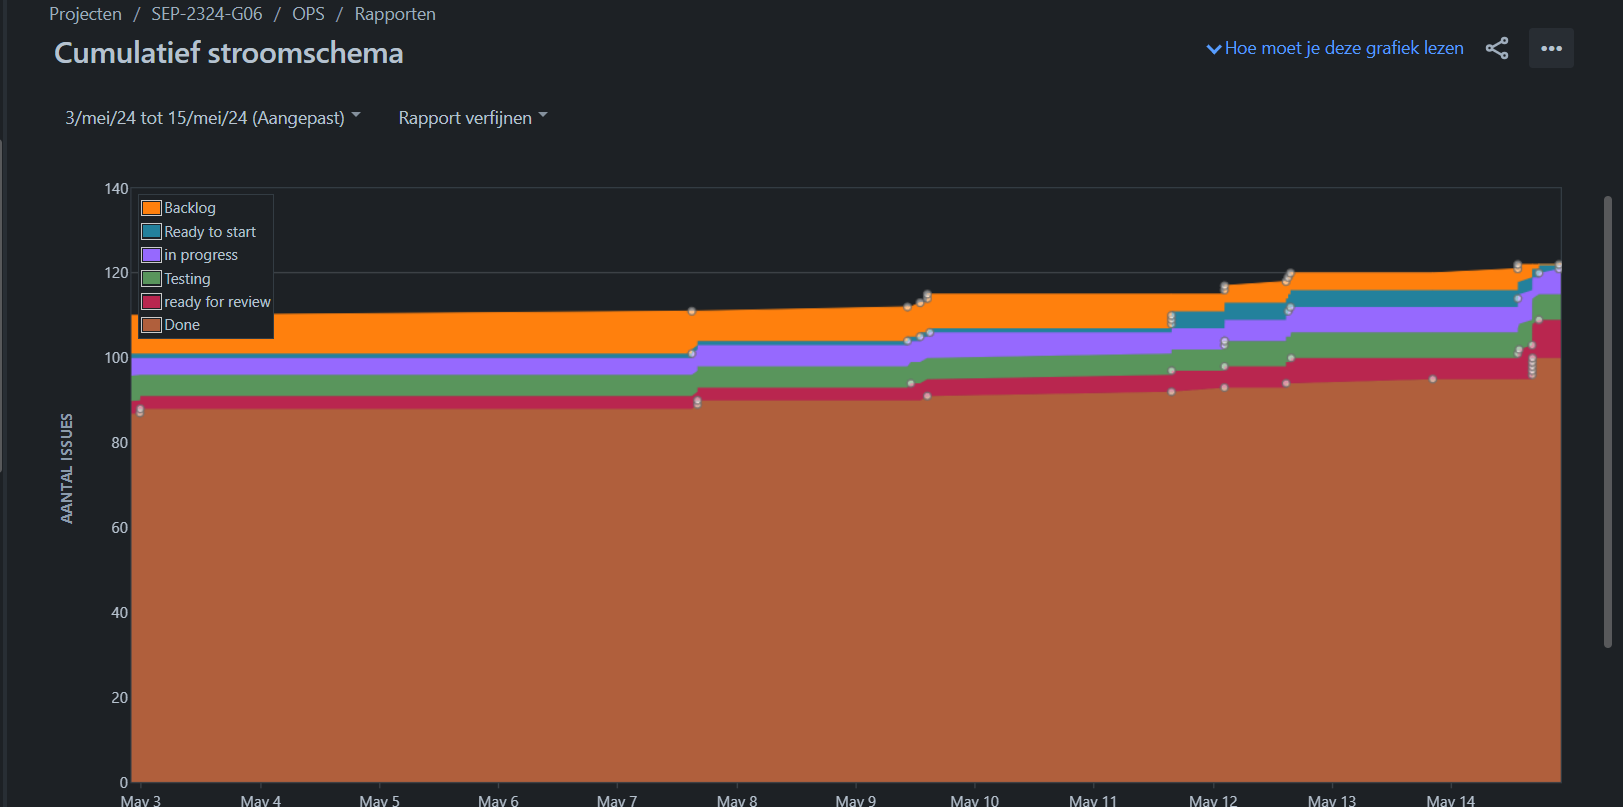 Projecten / SEP-2324-G06 / OPS / Rapporten
Cumulatief stroomschema
Hoe moet je deze grafiek lezen
3/mei/24 tot 15/mei/24 (Aangepast)
Rapport verfijnen
140
120
100
80
60
40
20
0
AANTAL ISSUES
Backlog
Ready to start
in progress
Testing
ready for review
Done
May 3
May 4
May 5
May 6
May 7
May 8
May 9
May 10
May 11
May 12
May 13
May 14